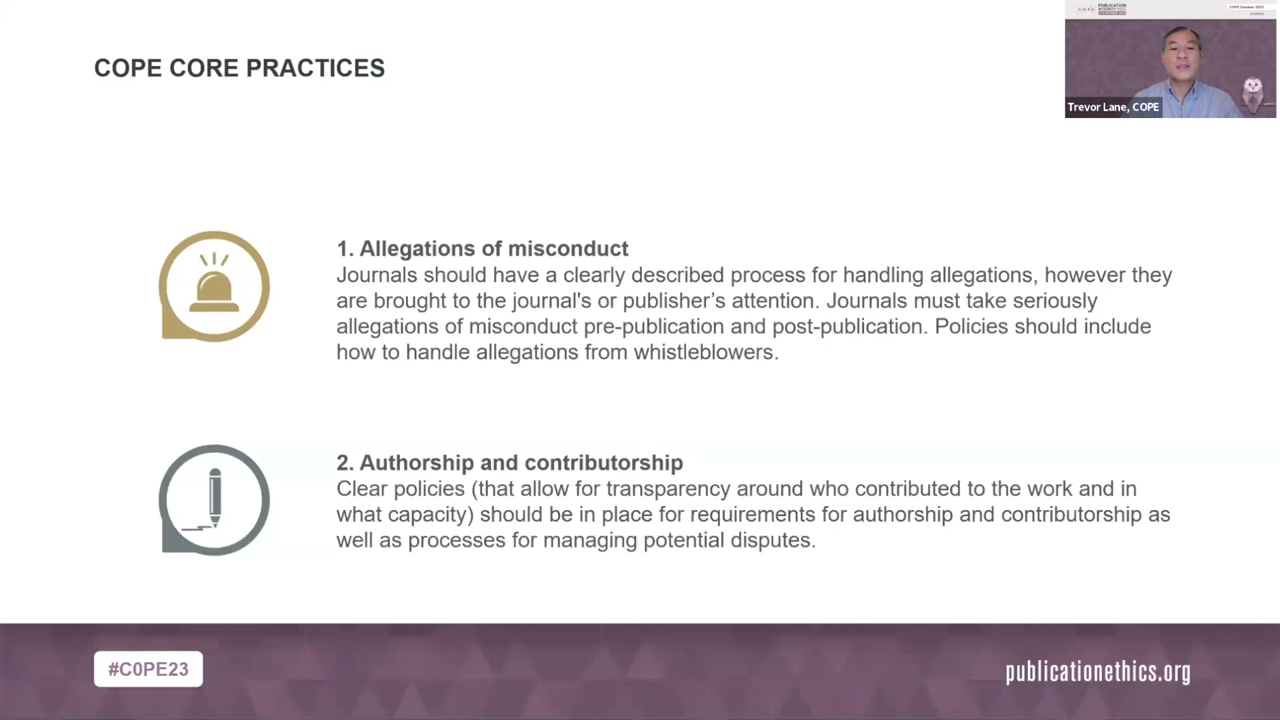 COPE CORE PRACTICES
PUBLICATION
COPE Seminar 2023
Trevor Lane, COPE
1. Allegations of misconduct
Journals should have a clearly described process for handling allegations, however they
are brought to the journal's or publisher’s attention. Journals must take seriously
allegations of misconduct pre-publication and post-publication. Policies should include
how to handle allegations from whistleblowers.
2. Authorship and contributorship
Clear policies (that allow for transparency around who contributed to the work and in
what capacity) should be in place for requirements for authorship and contributorship as
well as processes for managing potential disputes.
#C0PE23
publicationethics.org